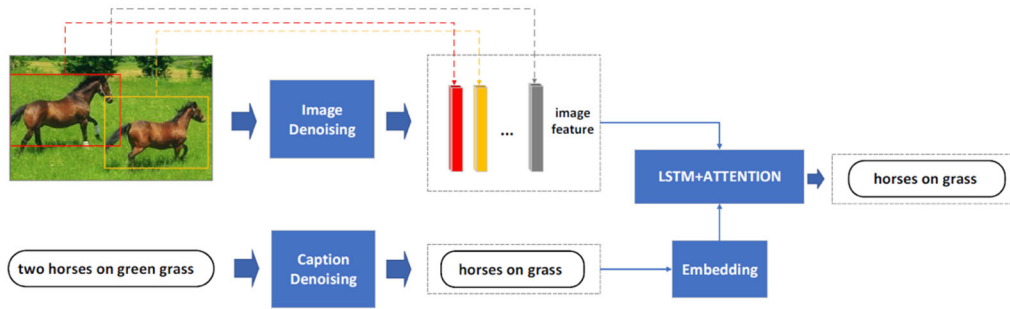 Image
Denoising
...
image
feature
LSTM+ATTENTION
horses on grass
two horses on green grass
Caption
Denoising
horses on grass
Embedding